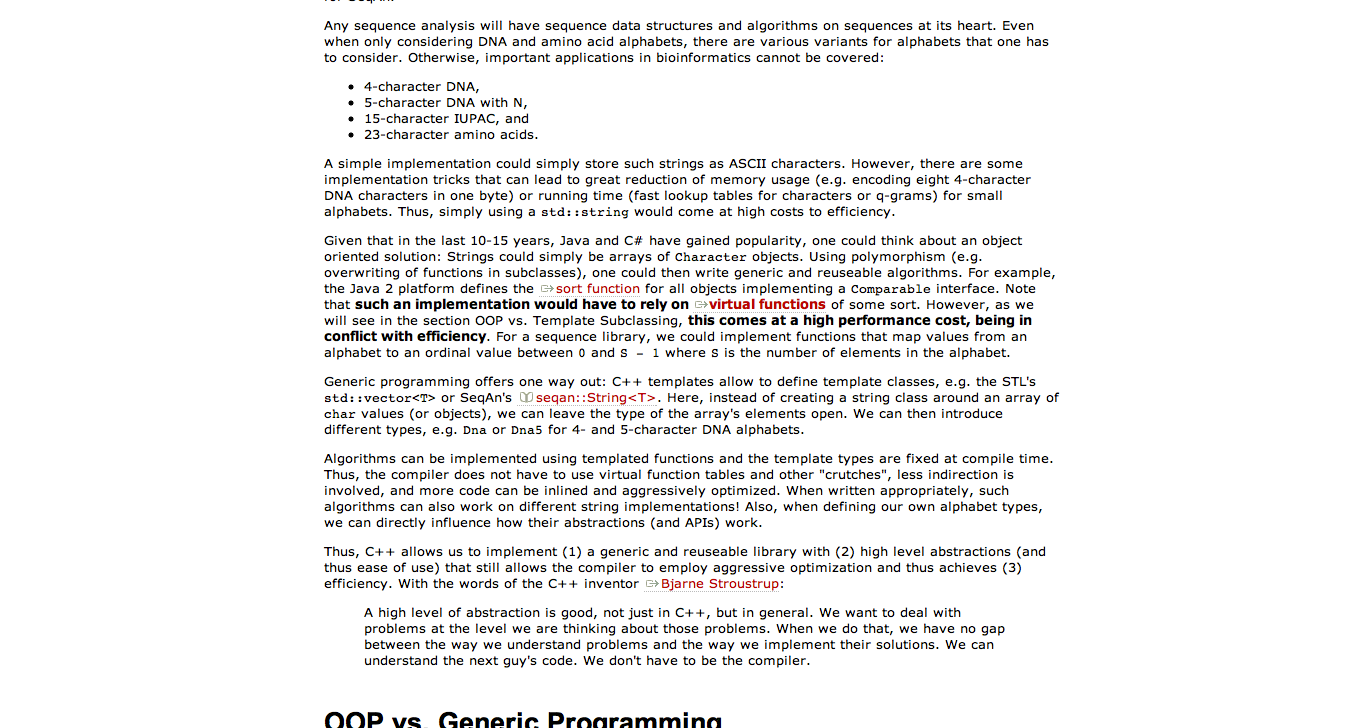 for SeqAn.
Any sequence analysis will have sequence data structures and algorithms on sequences at its heart. Even
when only considering DNA and amino acid alphabets, there are various variants for alphabets that one has
to consider. Otherwise, important applications in bioinformatics cannot be covered:
• 4-character DNA,
• 5-character DNA with N,
• 15-character IUPAC, and
• 23-character amino acids.
A simple implementation could simply store such strings as ASCII characters. However, there are some
implementation tricks that can lead to great reduction of memory usage (e.g. encoding eight 4-character
DNA characters in one byte) or running time (fast lookup tables for characters or q-grams) for small
alphabets. Thus, simply using a std::string would come at high costs to efficiency.
Given that in the last 10-15 years, Java and C# have gained popularity, one could think about an object
oriented solution: Strings could simply be arrays of Character objects. Using polymorphism (e.g.
overwriting of functions in subclasses), one could then write generic and reuseable algorithms. For example,
the Java 2 platform defines the sort function for all objects implementing a Comparable interface. Note
that such an implementation would have to rely on virtual functions of some sort. However, as we
will see in the section OOP vs. Template Subclassing, this comes at a high performance cost, being in
conflict with efficiency. For a sequence library, we could implement functions that map values from an
alphabet to an ordinal value between 0 and S - 1 where S is the number of elements in the alphabet.
Generic programming offers one way out: C++ templates allow to define template classes, e.g. the STL's
std::vector<T> or SeqAn's seqan::String<T>. Here, instead of creating a string class around an array of
char values (or objects), we can leave the type of the array's elements open. We can then introduce
different types, e.g. Dna or Dna5 for 4- and 5-character DNA alphabets.
Algorithms can be implemented using templated functions and the template types are fixed at compile time.
Thus, the compiler does not have to use virtual function tables and other "crutches", less indirection is
involved, and more code can be inlined and aggressively optimized. When written appropriately, such
algorithms can also work on different string implementations! Also, when defining our own alphabet types,
we can directly influence how their abstractions (and APIs) work.
Thus, C++ allows us to implement (1) a generic and reuseable library with (2) high level abstractions (and
thus ease of use) that still allows the compiler to employ aggressive optimization and thus achieves (3)
efficiency. With the words of the C++ inventor Bjarne Stroustrup:
A high level of abstraction is good, not just in C++, but in general. We want to deal with
problems at the level we are thinking about those problems. When we do that, we have no gap
between the way we understand problems and the way we implement their solutions. We can
understand the next guy's code. We don't have to be the compiler.
OOP vs. Generic Programming